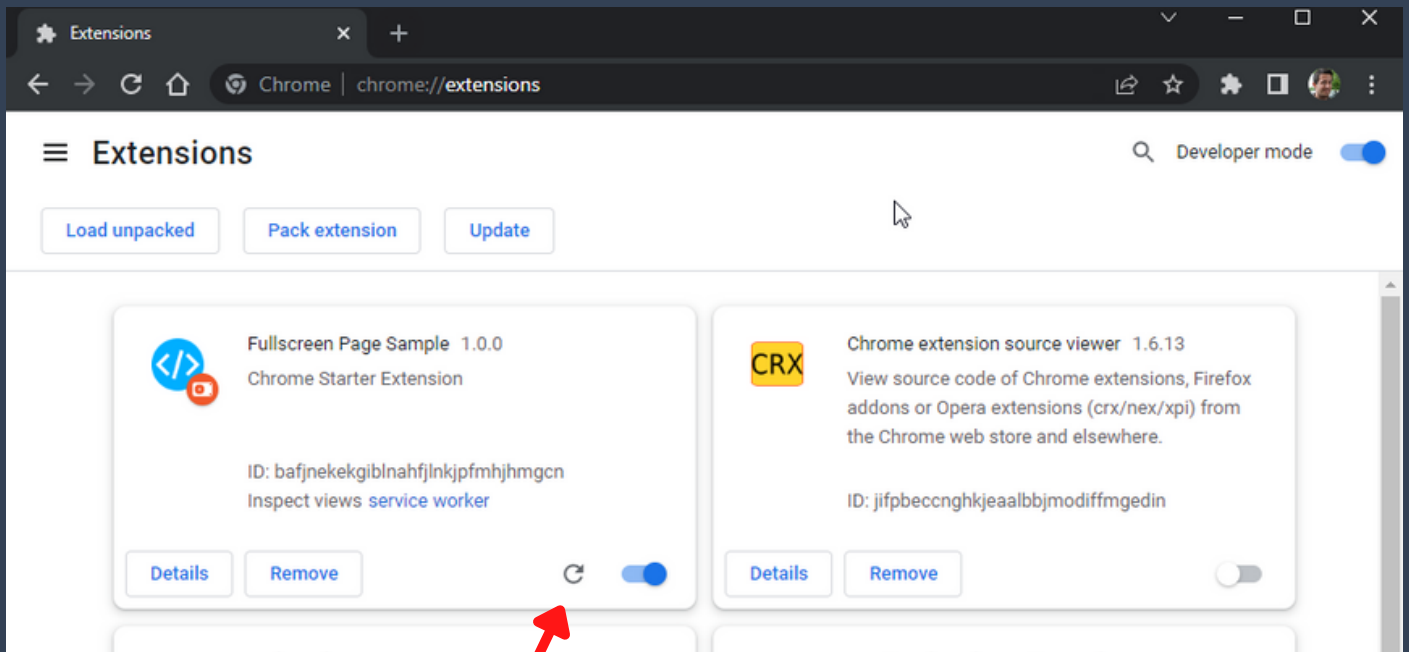 Extensions
Chrome | chrome://extensions
Extensions
Developer mode
Load unpacked
Pack extension
Update
Fullscreen Page Sample 1.0.0
Chrome Starter Extension
ID: bafjnekekgiblnahfjlnkjpfmhjhmgcn
Inspect views service worker
Details
Remove
CRX
Chrome extension source viewer 1.6.13
View source code of Chrome extensions, Firefox
addons or Opera extensions (crx/nex/xpi) from
the Chrome web store and elsewhere.
ID: jifpbeccnghkjeaalbbjmodiffmgedin
Details
Remove